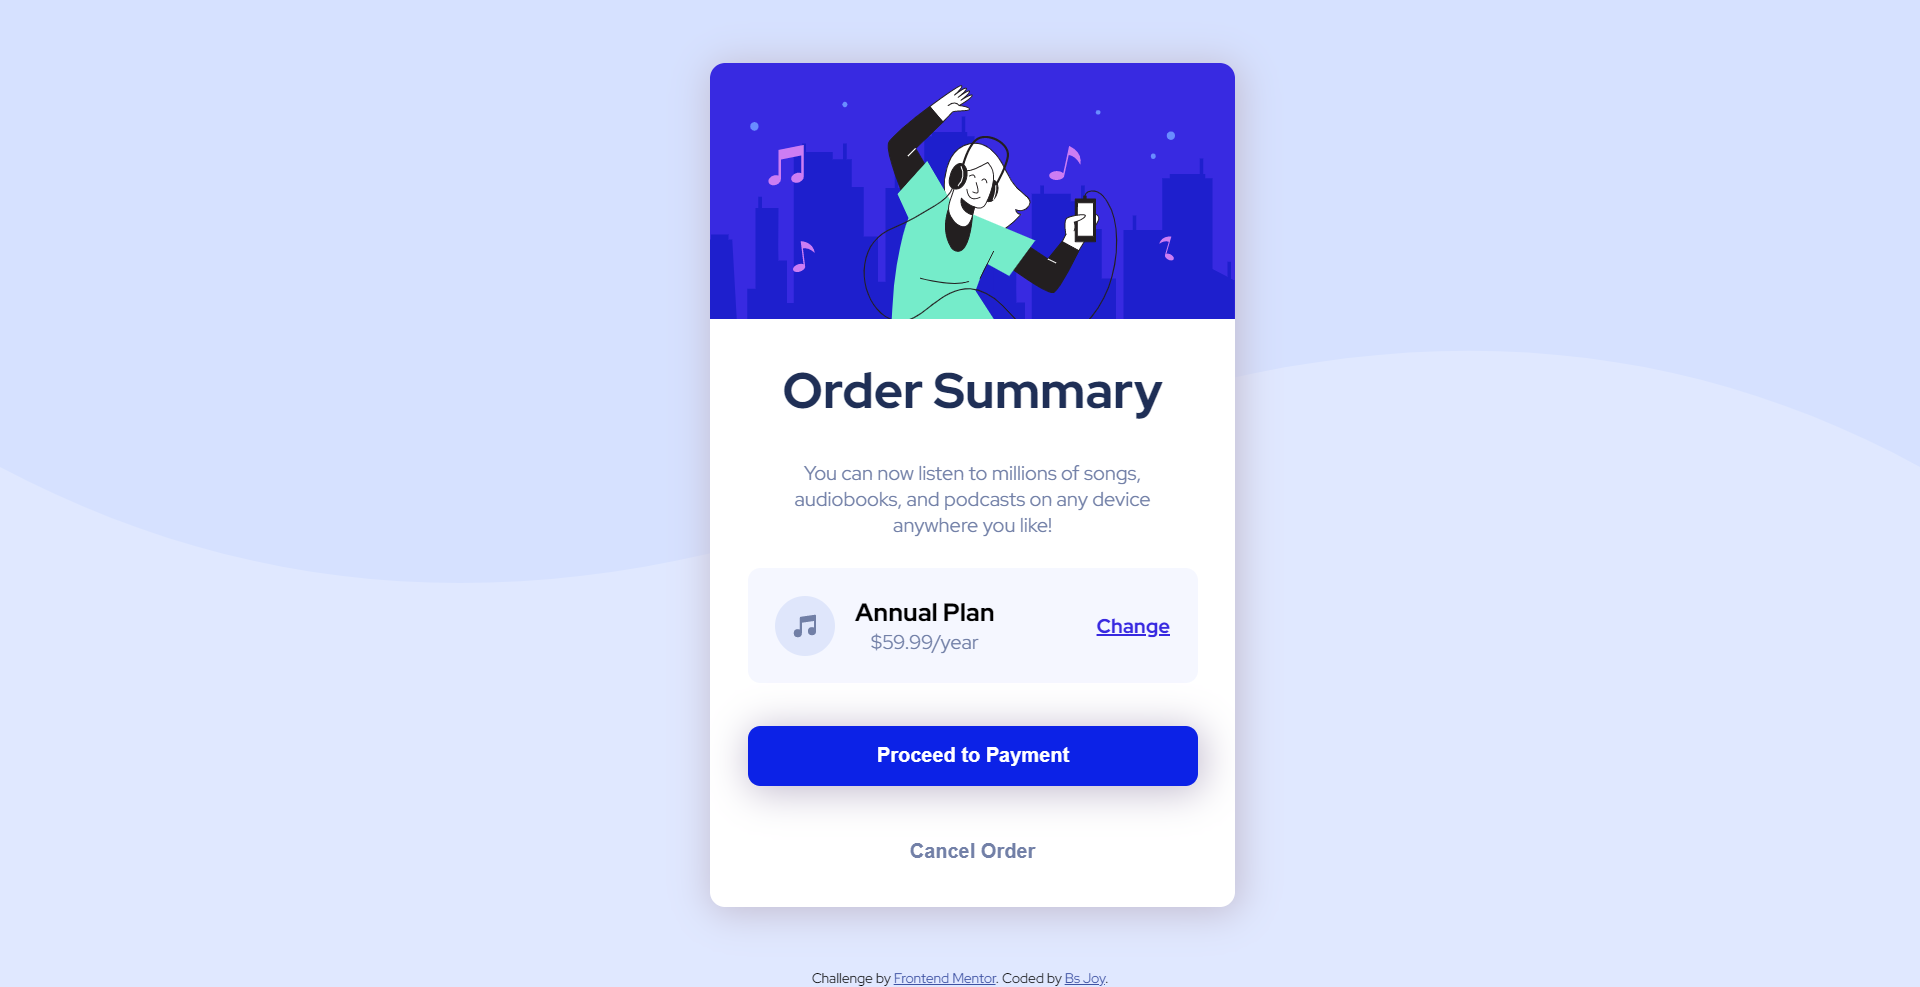 Order Summary
You can now listen to millions of songs,
audiobooks, and podcasts on any device
anywhere you like!
Annual Plan
$59.99/year
Change
Proceed to Payment
Cancel Order
Challenge by Frontend Mentor. Coded by Bs Joy.